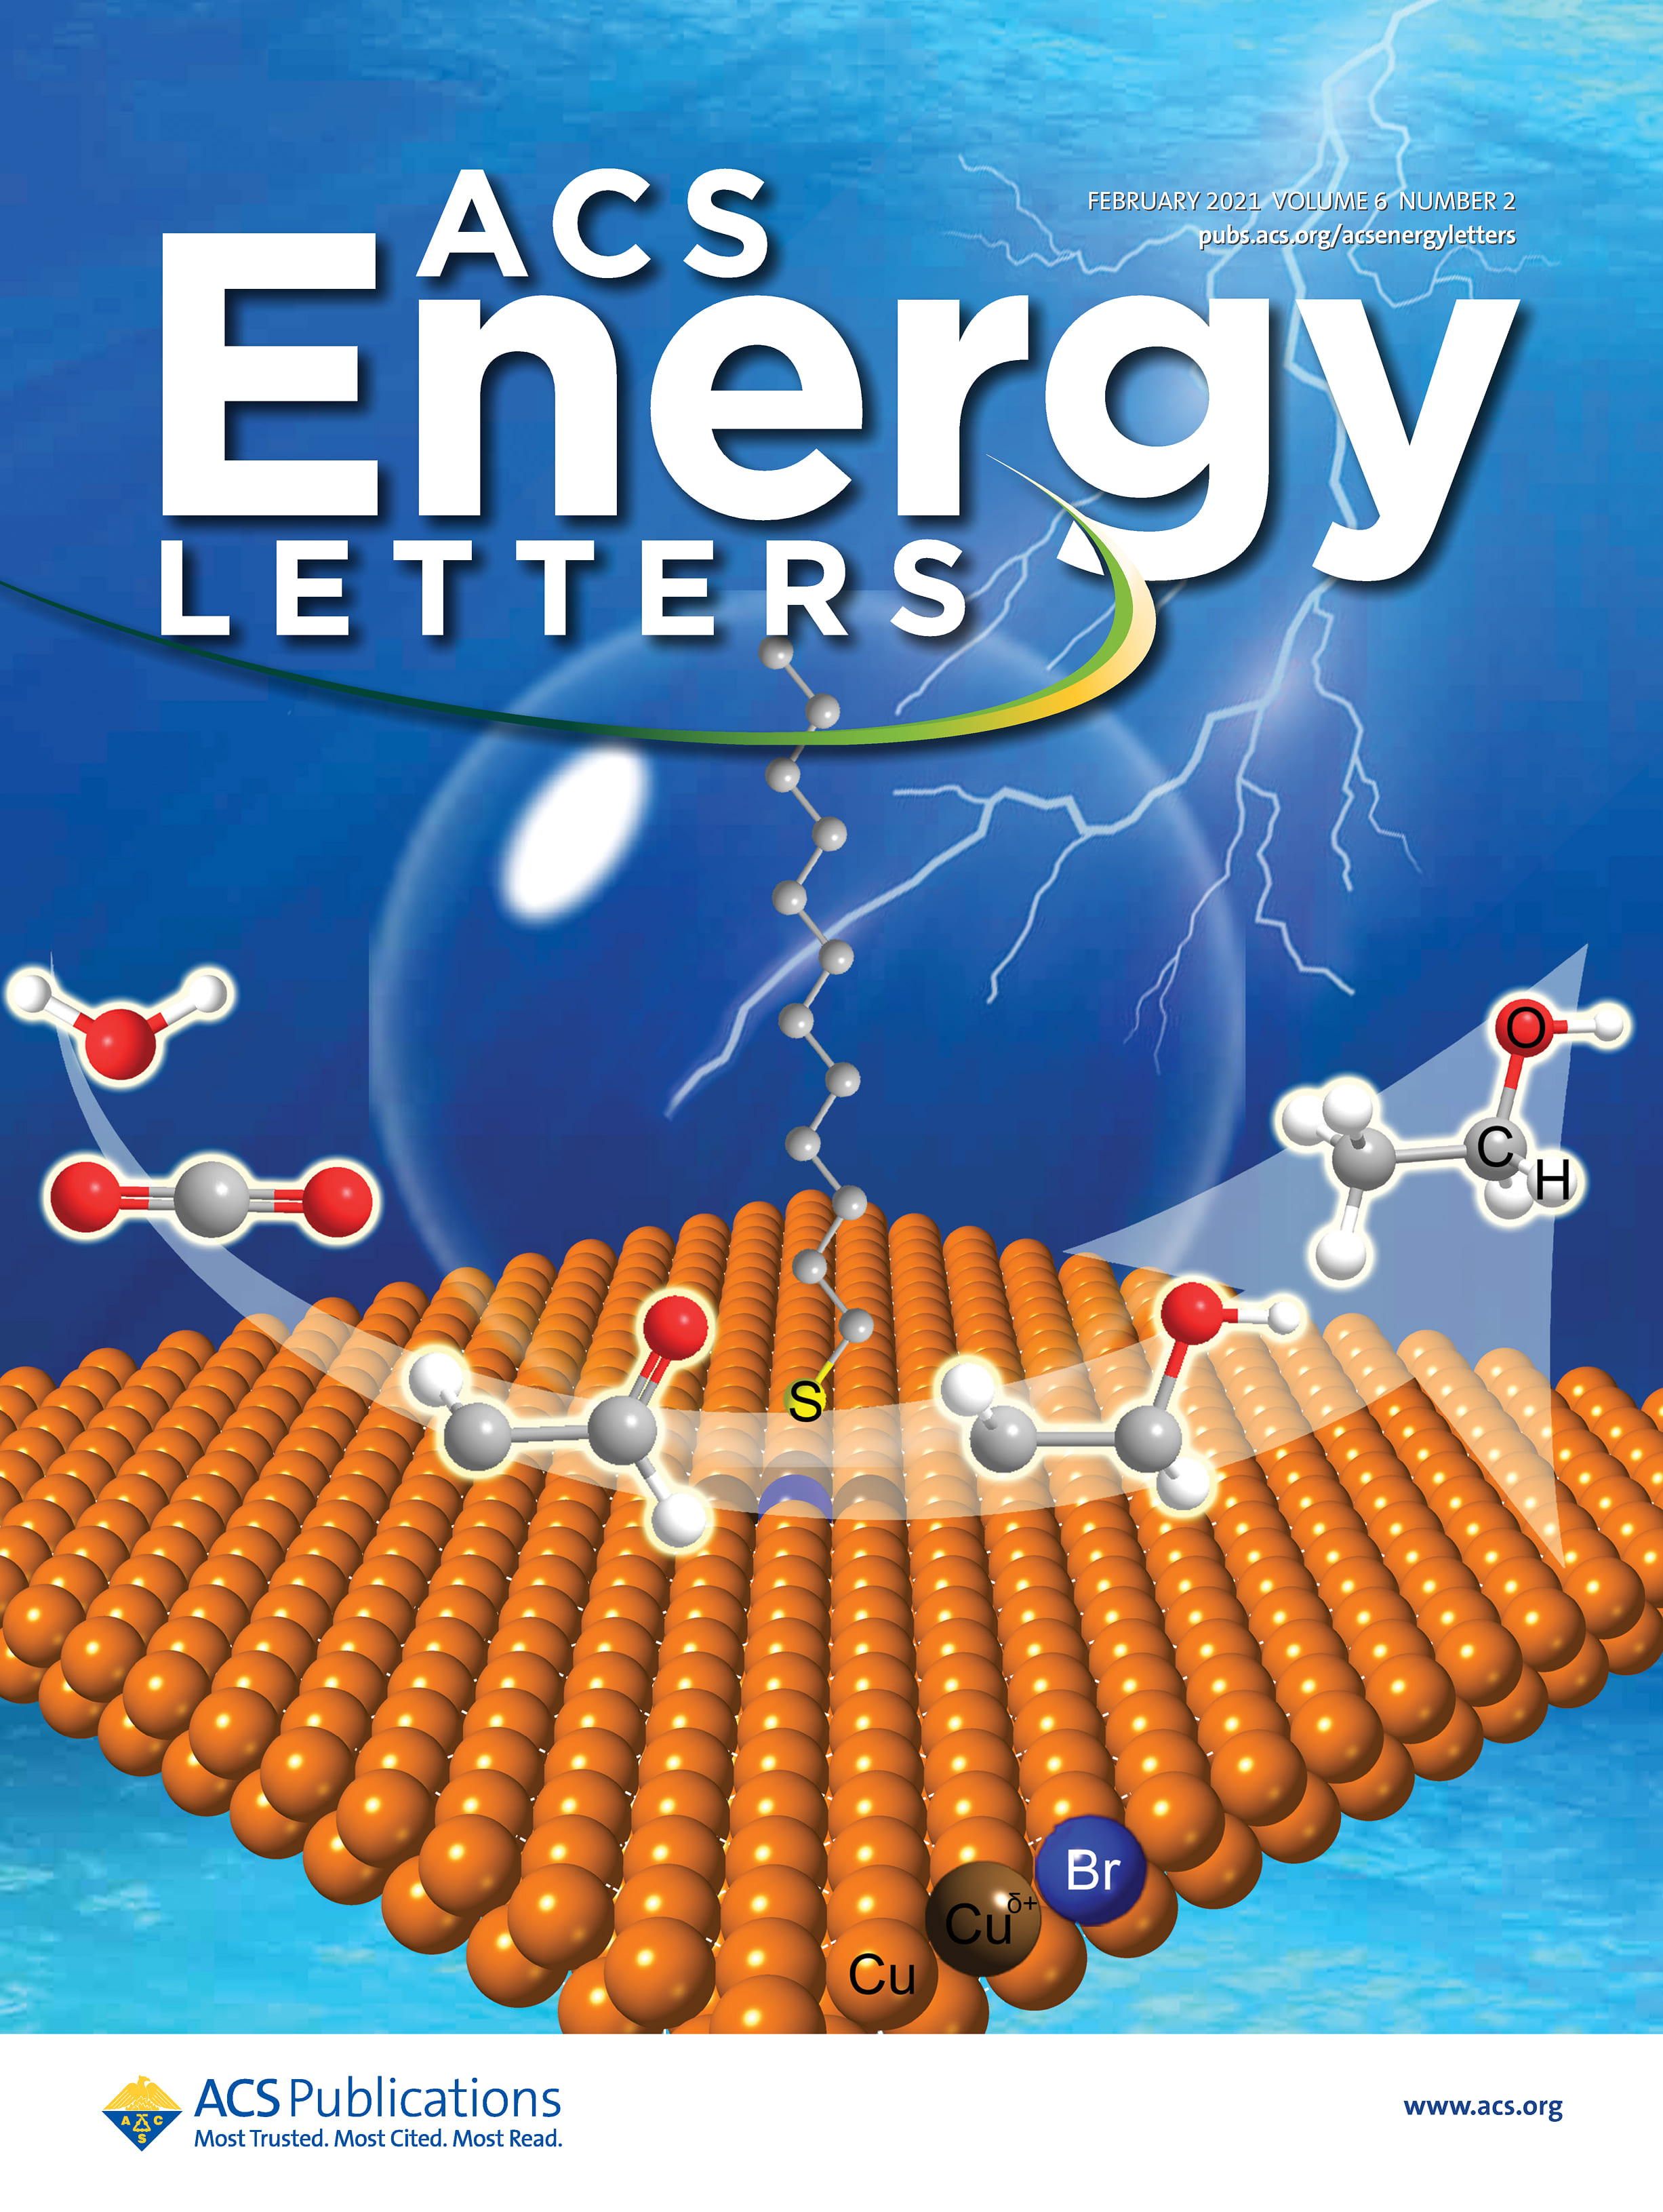 ACS
FEBRUARY 2021 VOLUME 6 NUMBER 2
pubs.acs.org/acsenergyletters
Energy
LETTERS
O
C
H
S
Br
Cu δ+
Cu
ACS Publications
Most Trusted. Most Cited. Most Read.
A C S
www.acs.org